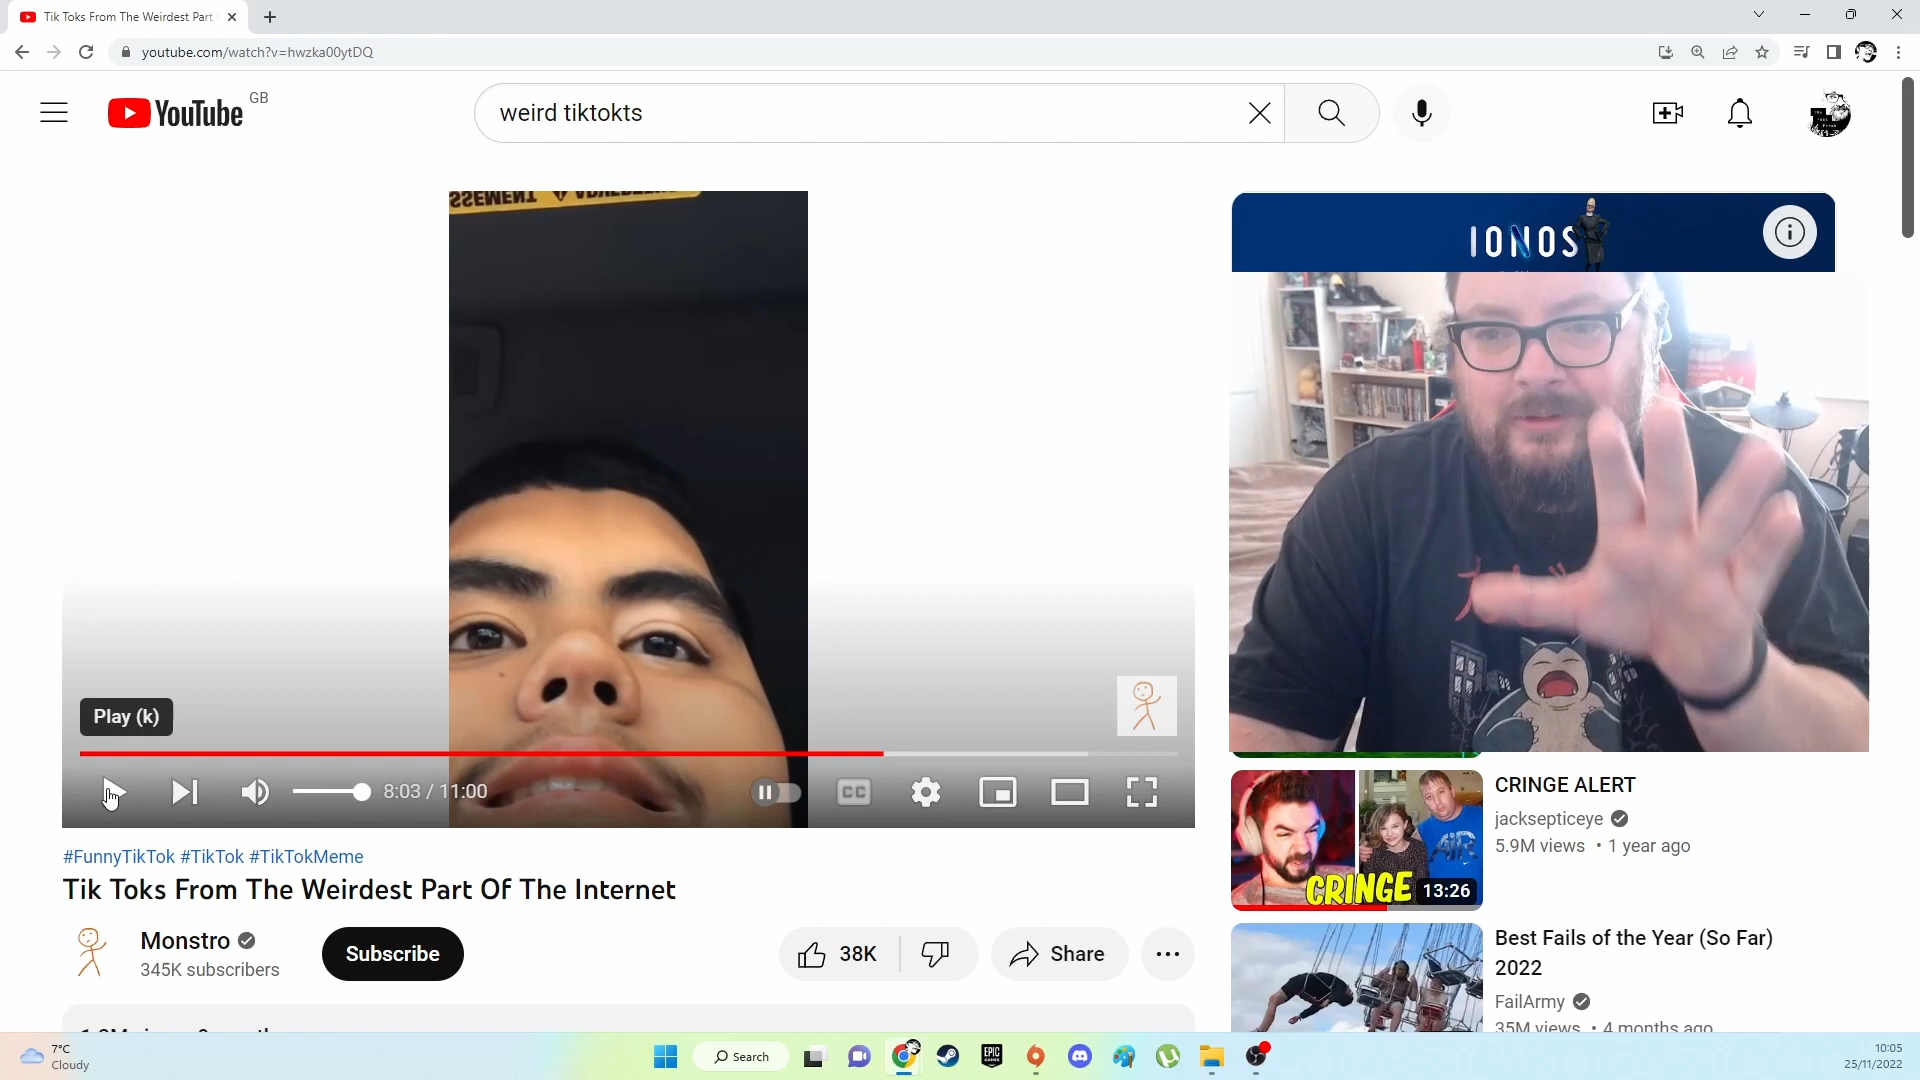 Tik Toks From The Weirdest Part
youtube.com/watch?v=hwzka00ytDQ
YouTube GB
weird tiktokts
IONOS
Play (k)
8:03 / 11:00
CC
#FunnyTikTok #TikTok #TikTokMeme
Tik Toks From The Weirdest Part Of The Internet
Monstro
345K subscribers
Subscribe
38K
Share
CRINGE
13:26
CRINGE ALERT
jacksepticeye
5.9M views • 1 year ago
Best Fails of the Year (So Far)
2022
FailArmy
35M views • 4 months ago
7°C
Cloudy
Search
EPIC
GAMES
10:05
25/11/2022